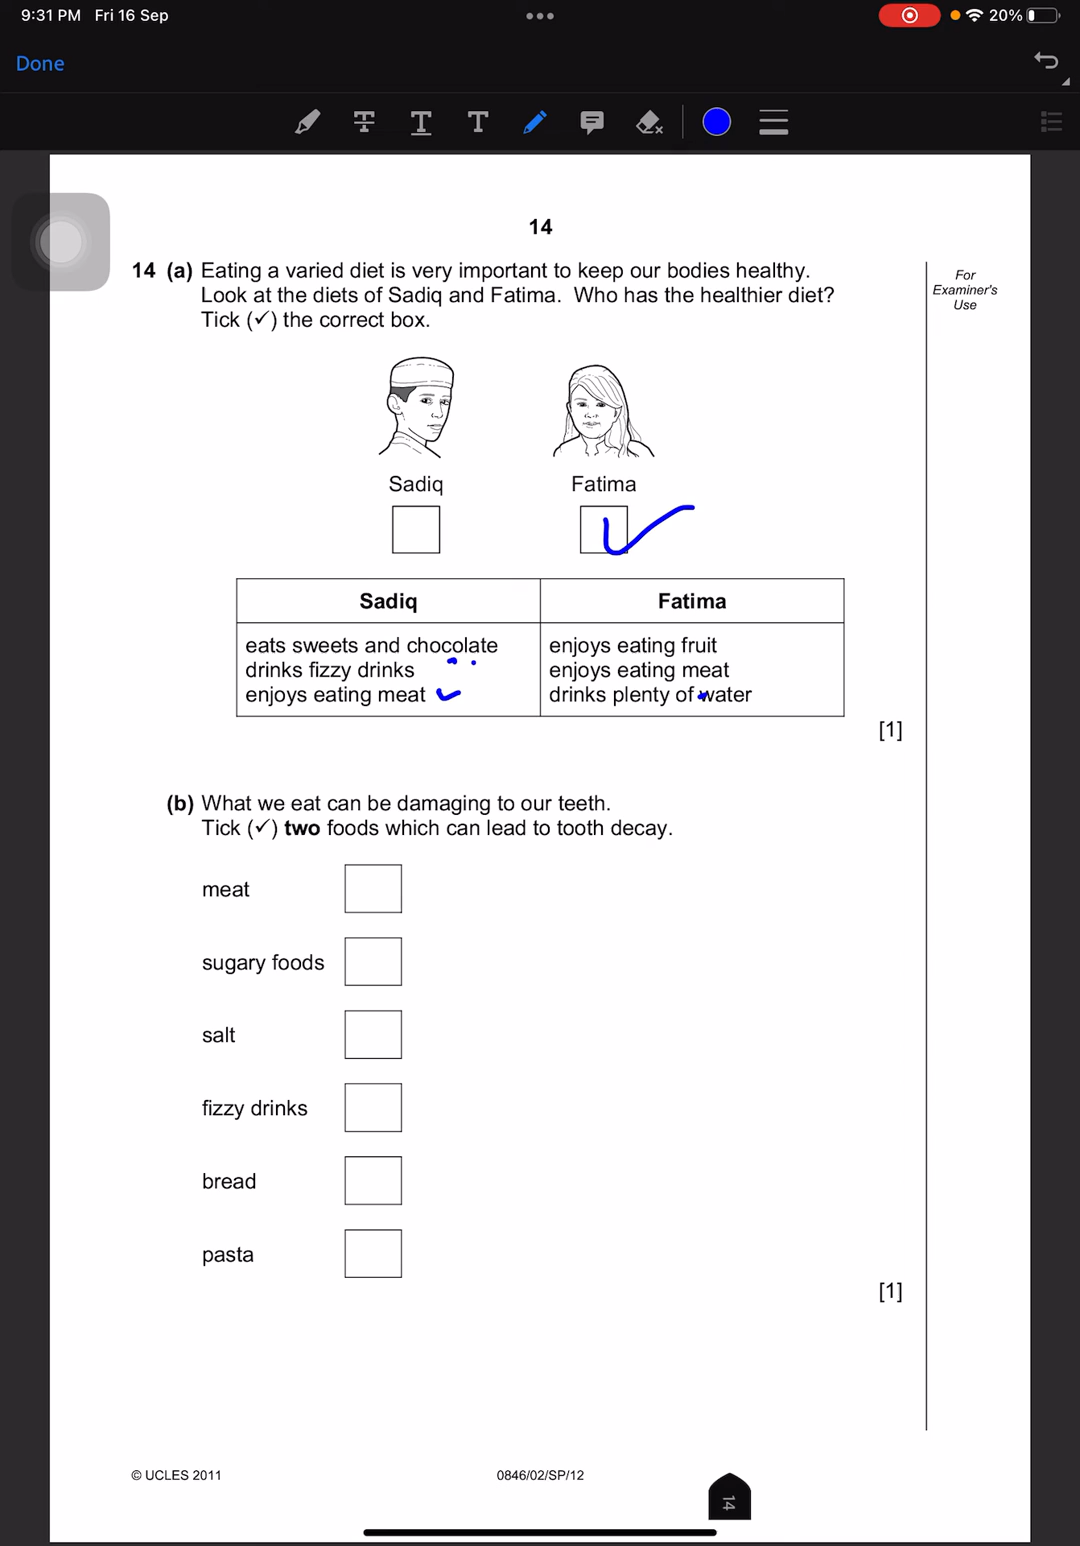 9:31 PM Fri 16 Sep
20%
Done
14
14 (a) Eating a varied diet is very important to keep our bodies healthy.
Look at the diets of Sadiq and Fatima. Who has the healthier diet?
Tick (✓) the correct box.
For
Examiner's
Use
Sadiq Fatima
Sadiq Fatima
eats sweets and chocolate
drinks fizzy drinks
enjoys eating meat
enjoys eating fruit
enjoys eating meat
drinks plenty of water
[1]
(b) What we eat can be damaging to our teeth.
Tick (✓) two foods which can lead to tooth decay.
meat
sugary foods
salt
fizzy drinks
bread
pasta
[1]
© UCLES 2011 0846/02/SP/12
14